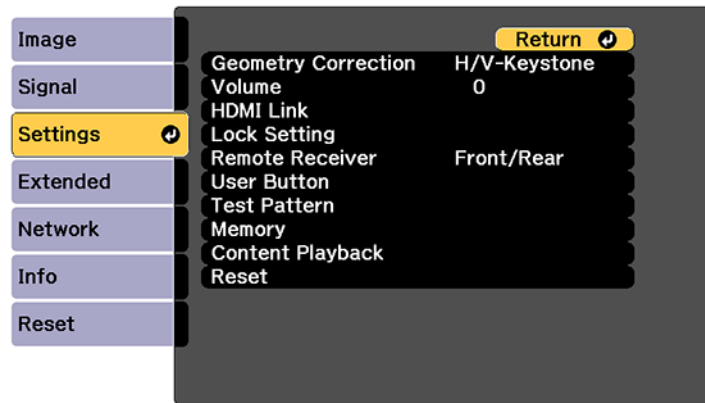 Image
Signal
Settings
Extended
Network
Info
Reset
Return
Geometry Correction H/V-Keystone
Volume 0
HDMI Link
Lock Setting
Remote Receiver Front/Rear
User Button
Test Pattern
Memory
Content Playback
Reset